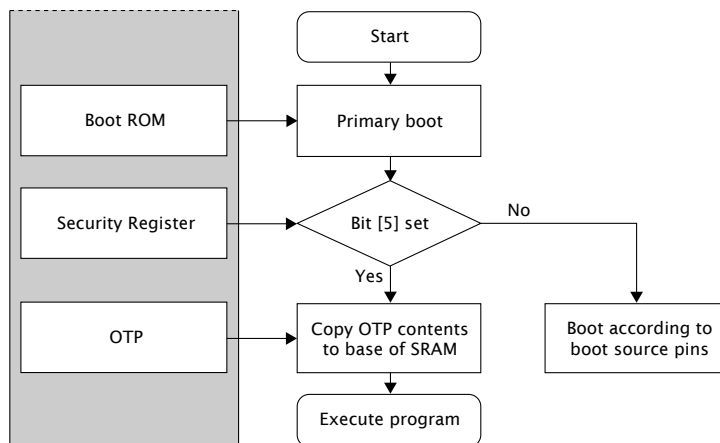 Start
Boot ROM
Primary boot
Security Register
Bit [5] set
No
Yes
OTP
Copy OTP contents
to base of SRAM
Boot according to
boot source pins
Execute program